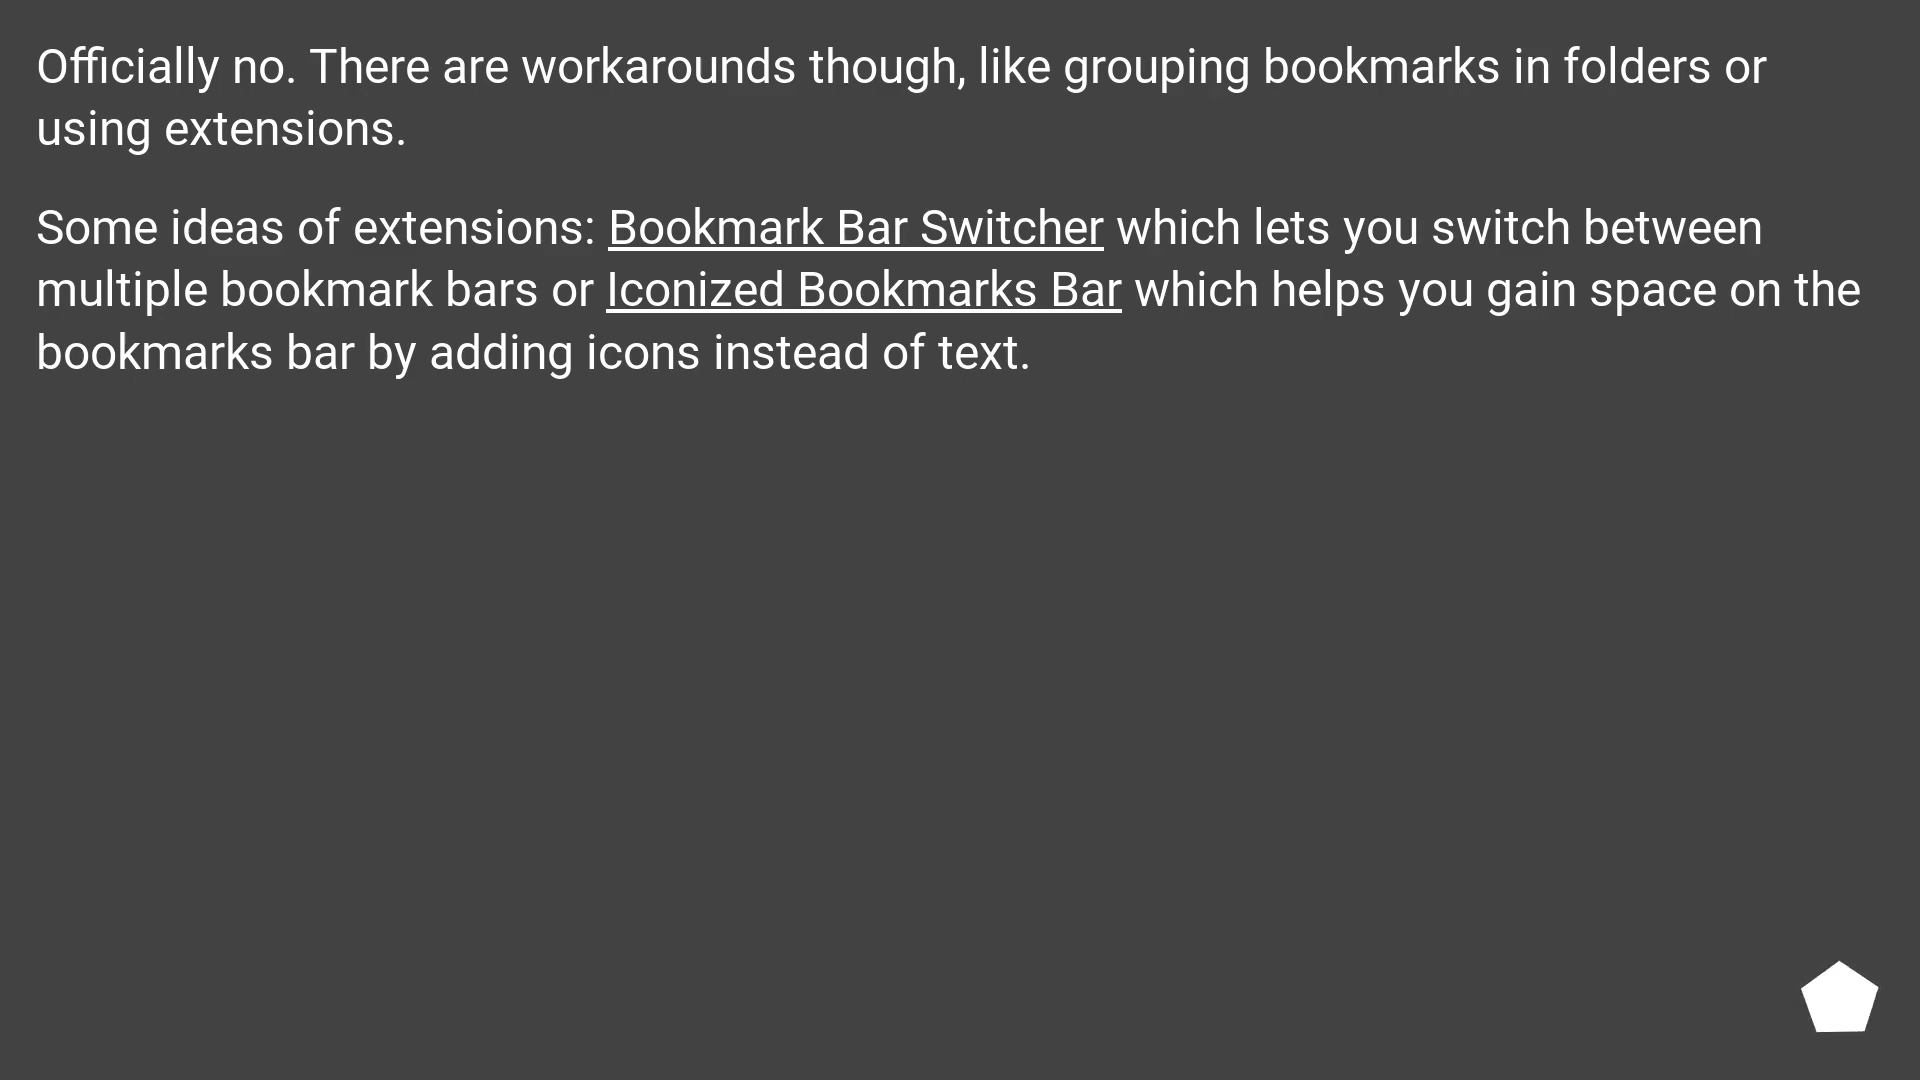 Officially no. There are workarounds though, like grouping bookmarks in folders or
using extensions.
Some ideas of extensions: Bookmark Bar Switcher which lets you switch between
multiple bookmark bars or Iconized Bookmarks Bar which helps you gain space on the
bookmarks bar by adding icons instead of text.